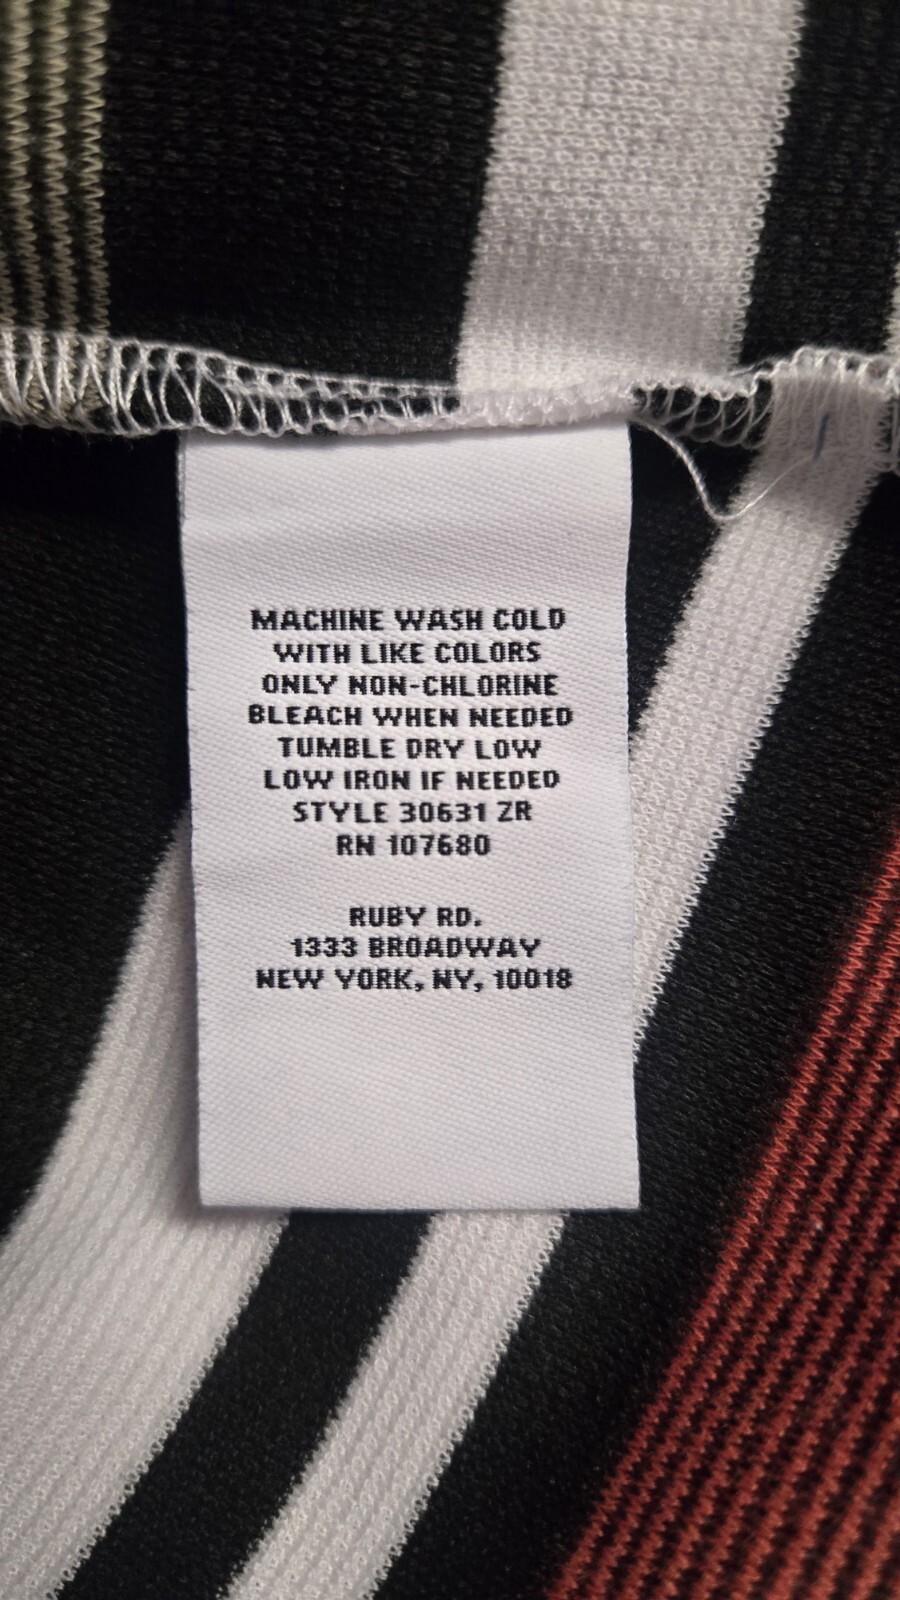 MACHINE WASH COLD
WITH LIKE COLORS
ONLY NON-CHLORINE
BLEACH WHEN NEEDED
TUMBLE DRY LOW
LOW IRON IF NEEDED
STYLE 30631 ZR
RN 107680
RUBY RD.
1333 BROADWAY
NEW YORK, NY, 10018